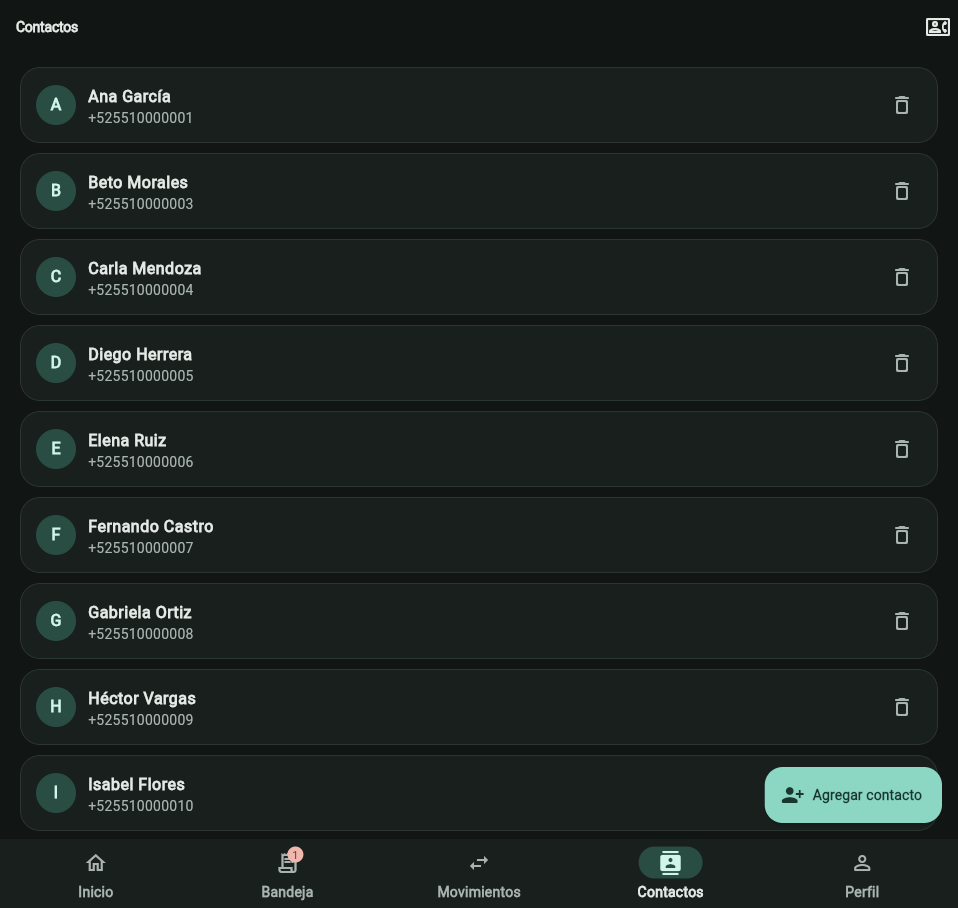 Contactos
A
Ana García
+525510000001
B
Beto Morales
+525510000003
C
Carla Mendoza
+525510000004
D
Diego Herrera
+525510000005
E
Elena Ruiz
+525510000006
F
Fernando Castro
+525510000007
G
Gabriela Ortiz
+525510000008
H
Héctor Vargas
+525510000009
I
Isabel Flores
+525510000010
Agregar contacto
1
Inicio
Bandeja
Movimientos
Contactos
Perfil